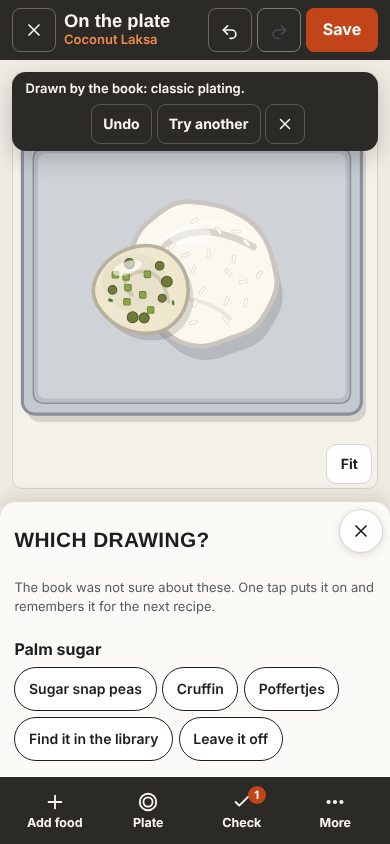 On the plate
Coconut Laksa
Save
Drawn by the book: classic plating.
Undo
Try another
Fit
WHICH DRAWING?
The book was not sure about these. One tap puts it on and
remembers it for the next recipe.
Palm sugar
Sugar snap peas
Cruffin
Poffertjes
Find it in the library
Leave it off
1
Add food
Plate
Check
More